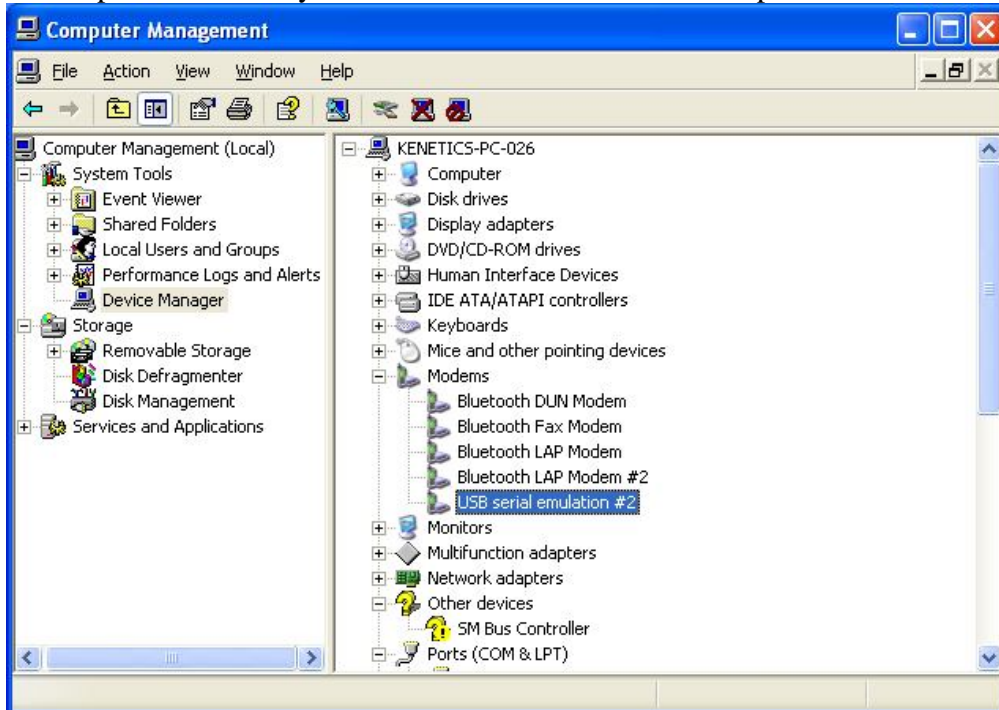 Computer Management
File Action View Window Help
Computer Management (Local)
System Tools
Event Viewer
Shared Folders
Local Users and Groups
Performance Logs and Alerts
Device Manager
Storage
Removable Storage
Disk Defragmenter
Disk Management
Services and Applications
KENETICS-PC-026
Computer
Disk drives
Display adapters
DVD/CD-ROM drives
Human Interface Devices
IDE ATA/ATAPI controllers
Keyboards
Mice and other pointing devices
Modems
Bluetooth DUN Modem
Bluetooth Fax Modem
Bluetooth LAP Modem
Bluetooth LAP Modem #2
USB serial emulation #2
Monitors
Multifunction adapters
Network adapters
Other devices
SM Bus Controller
Ports (COM & LPT)